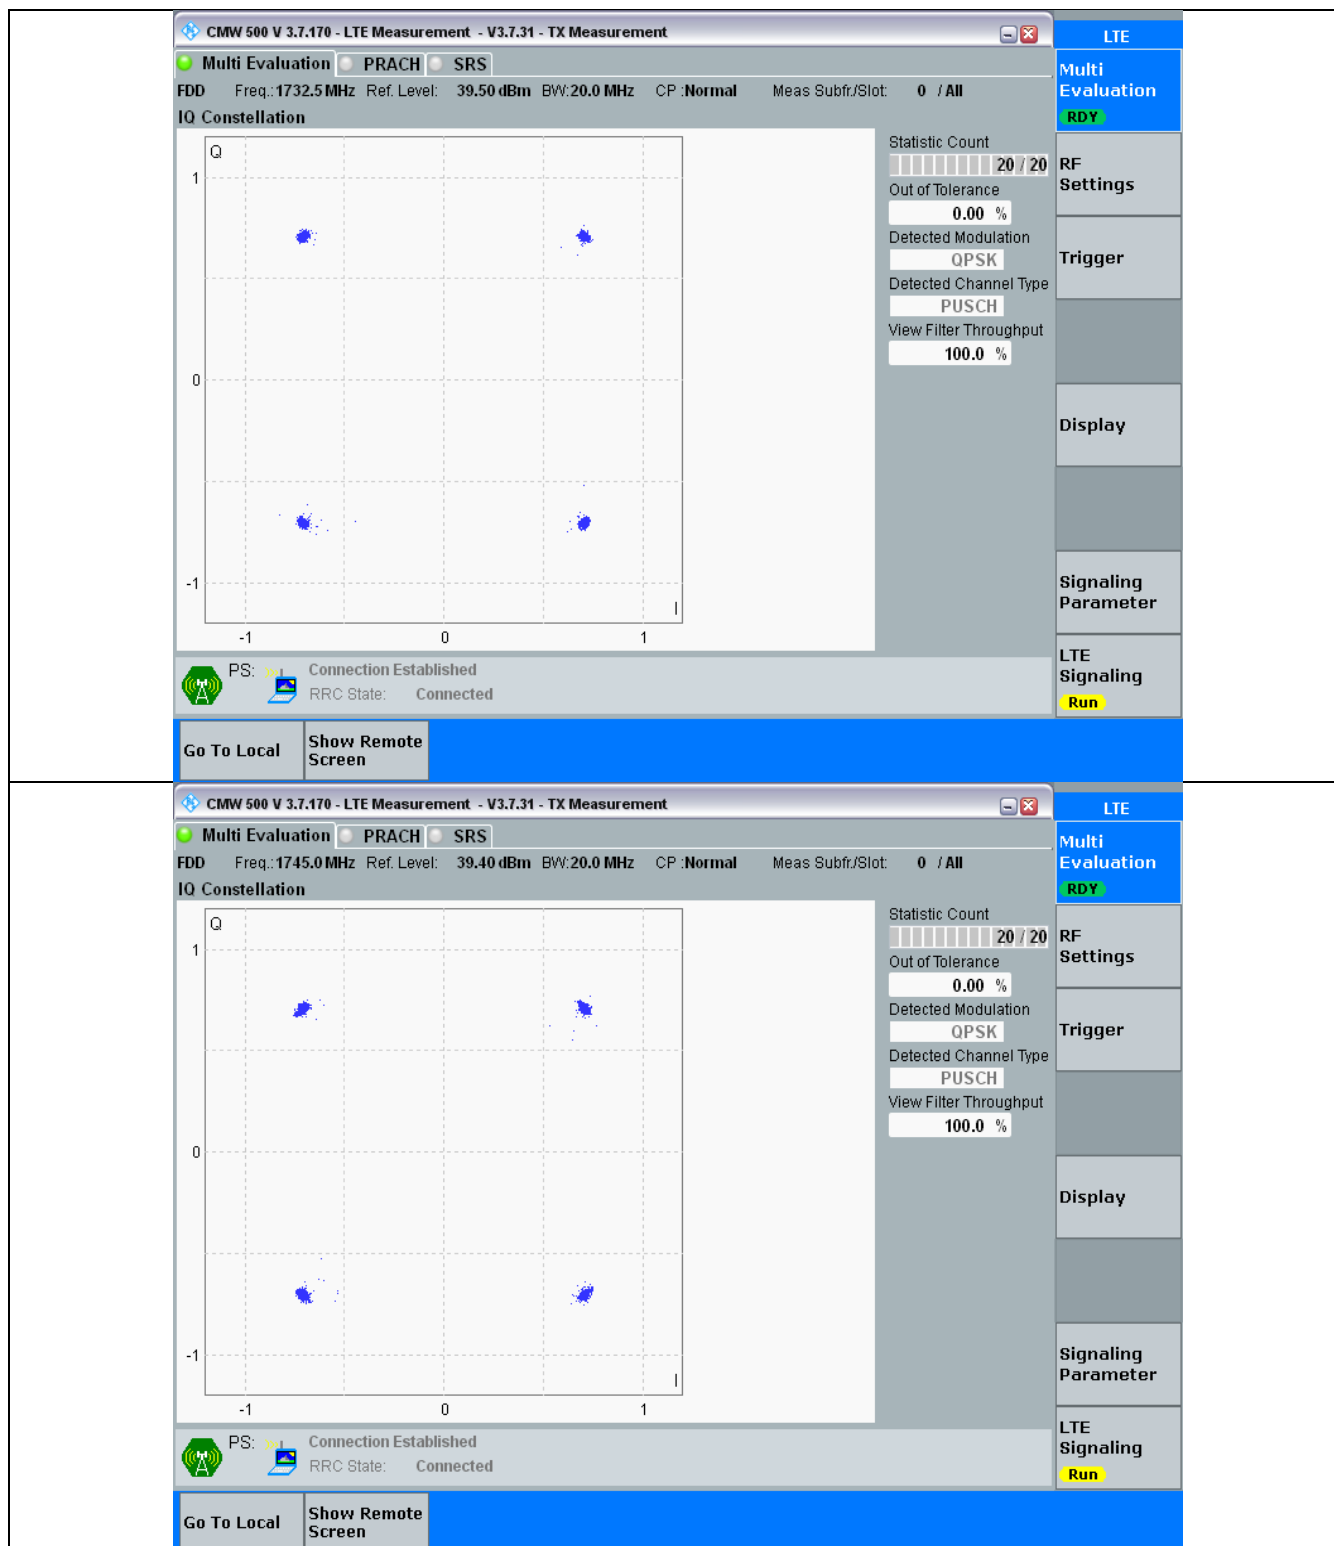 CMW 500 V 3.7.170 - LTE Measurement - V3.7.31 - TX Measurement
LTE
Multi Evaluation PRACH SRS
Multi
Evaluation
RDY
FDD Freq.: 1732.5 MHz Ref. Level: 39.50 dBm BW: 20.0 MHz CP : Normal Meas Subfr./Slot: 0 / All
IQ Constellation
Q
1
0
-1
I
-1 0 1
Statistic Count
20 / 20
Out of Tolerance
0.00 %
Detected Modulation
QPSK
Detected Channel Type
PUSCH
View Filter Throughput
100.0 %
RF
Settings
Trigger
Display
Signaling
Parameter
LTE
Signaling
Run
PS: Connection Established
RRC State: Connected
Go To Local
Show Remote
Screen
CMW 500 V 3.7.170 - LTE Measurement - V3.7.31 - TX Measurement
LTE
Multi Evaluation PRACH SRS
Multi
Evaluation
RDY
FDD Freq.: 1745.0 MHz Ref. Level: 39.40 dBm BW: 20.0 MHz CP : Normal Meas Subfr./Slot: 0 / All
IQ Constellation
Q
1
0
-1
I
-1 0 1
Statistic Count
20 / 20
Out of Tolerance
0.00 %
Detected Modulation
QPSK
Detected Channel Type
PUSCH
View Filter Throughput
100.0 %
RF
Settings
Trigger
Display
Signaling
Parameter
LTE
Signaling
Run
PS: Connection Established
RRC State: Connected
Go To Local
Show Remote
Screen